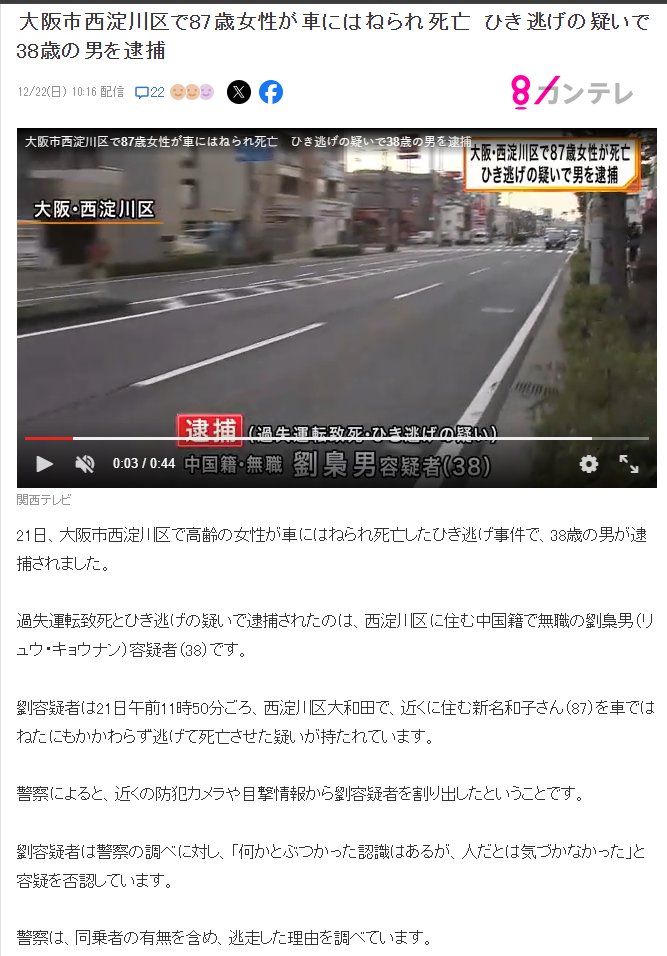 大阪市西淀川区で87歳女性が車にはねられ死亡　ひき逃げの疑いで
38歳の男を逮捕
12/22(日) 10:16 配信
22
8カンテレ
大阪市西淀川区で87歳女性が車にはねられ死亡　ひき逃げの疑いで38歳の男を逮捕
大阪・西淀川区で87歳女性が死亡
ひき逃げの疑いで男を逮捕
大阪・西淀川区
逮捕 (過失運転致死・ひき逃げの疑い)
0:03 / 0:44
中国籍・無職 劉梟男容疑者(38)
関西テレビ
21日、大阪市西淀川区で高齢の女性が車にはねられ死亡したひき逃げ事件で、38歳の男が逮
捕されました。
過失運転致死とひき逃げの疑いで逮捕されたのは、西淀川区に住む中国籍で無職の劉梟男（リ
ュウ・キョウナン）容疑者（38）です。
劉容疑者は21日午前11時50分ごろ、西淀川区大和田で、近くに住む新名和子さん（87）を車では
ねたにもかかわらず逃げて死亡させた疑いが持たれています。
警察によると、近くの防犯カメラや目撃情報から劉容疑者を割り出したということです。
劉容疑者は警察の調べに対し、「何かとぶつかった認識はあるが、人だとは気づかなかった」と
容疑を否認しています。
警察は、同乗者の有無を含め、逃走した理由を調べています。